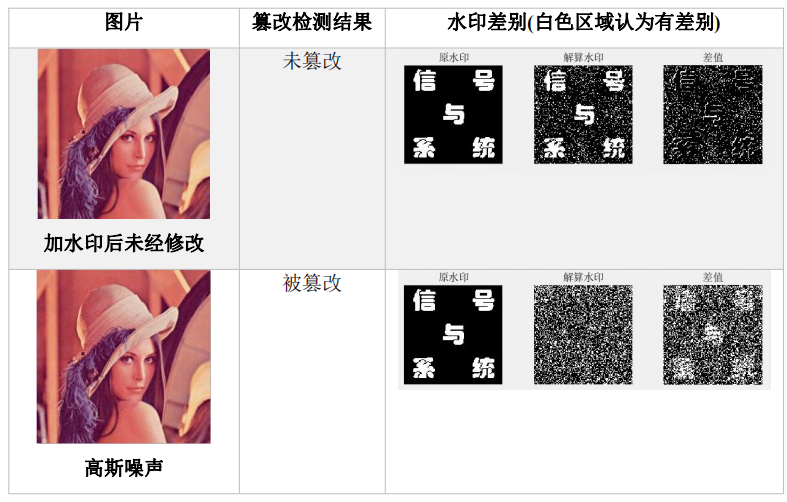 图片
篡改检测结果
水印差别(白色区域认为有差别)
加水印后未经修改
未篡改
原水印
解算水印
差值
信 号
与
系 统
信 号
与
系 统
信 号
与
系 统
高斯噪声
被篡改
原水印
解算水印
差值
信 号
与
系 统
信 号
与
系 统